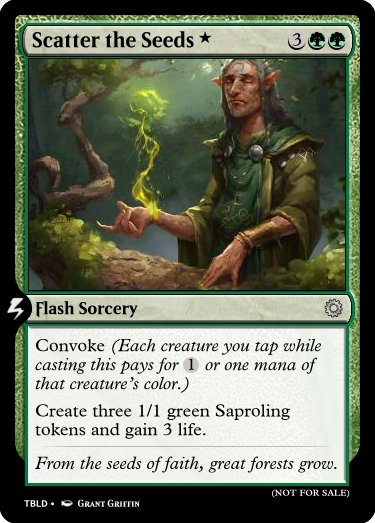 Scatter the Seeds ★ 3
Flash Sorcery
Convoke (Each creature you tap while
casting this pays for 1 or one mana of
that creature's color.)
Create three 1/1 green Saproling
tokens and gain 3 life.
From the seeds of faith, great forests grow.
(NOT FOR SALE)
TBLD • GRANT GRIFFIN